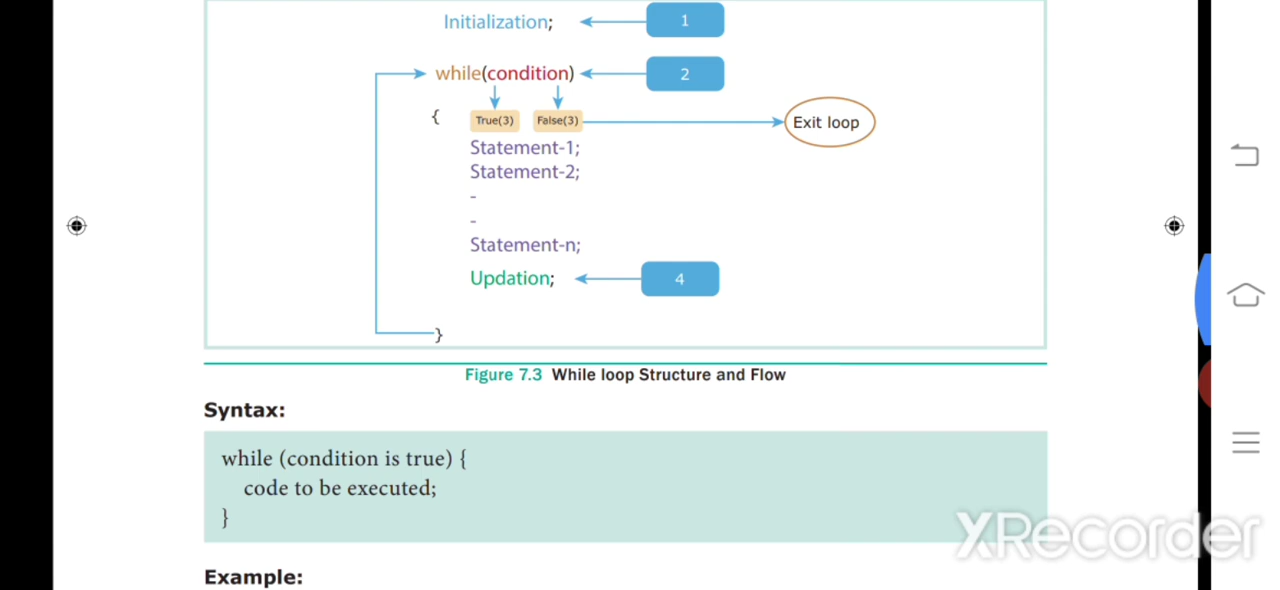 Initialization; 1
while(condition) 2
{ True(3) False(3) Exit loop
Statement-1;
Statement-2;
-
-
Statement-n;
Updation; 4
}
Figure 7.3 While loop Structure and Flow
Syntax:
while (condition is true) {
code to be executed;
}
XRecorder
Example: